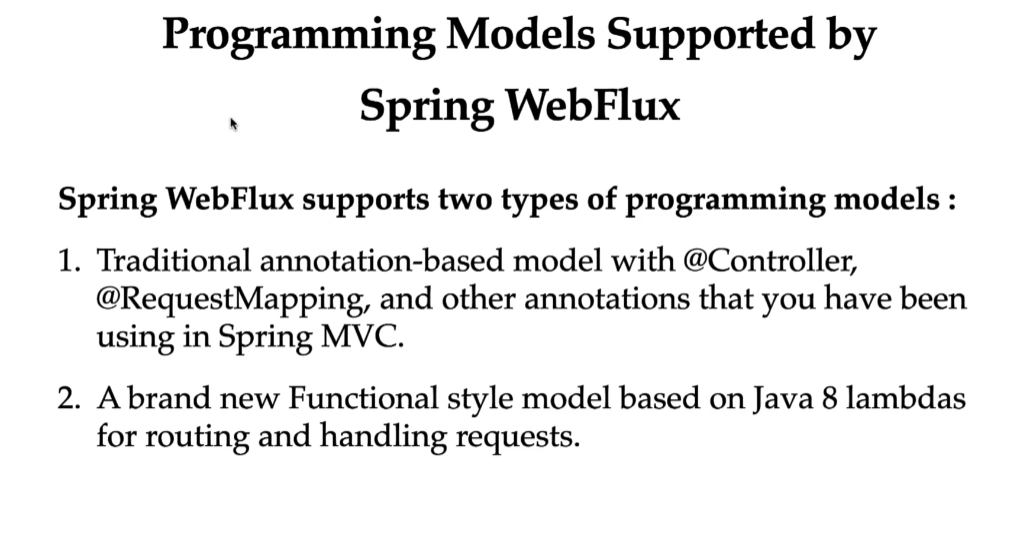 Programming Models Supported by
Spring WebFlux
Spring WebFlux supports two types of programming models :
1. Traditional annotation-based model with @Controller,
@RequestMapping, and other annotations that you have been
using in Spring MVC.
2. A brand new Functional style model based on Java 8 lambdas
for routing and handling requests.